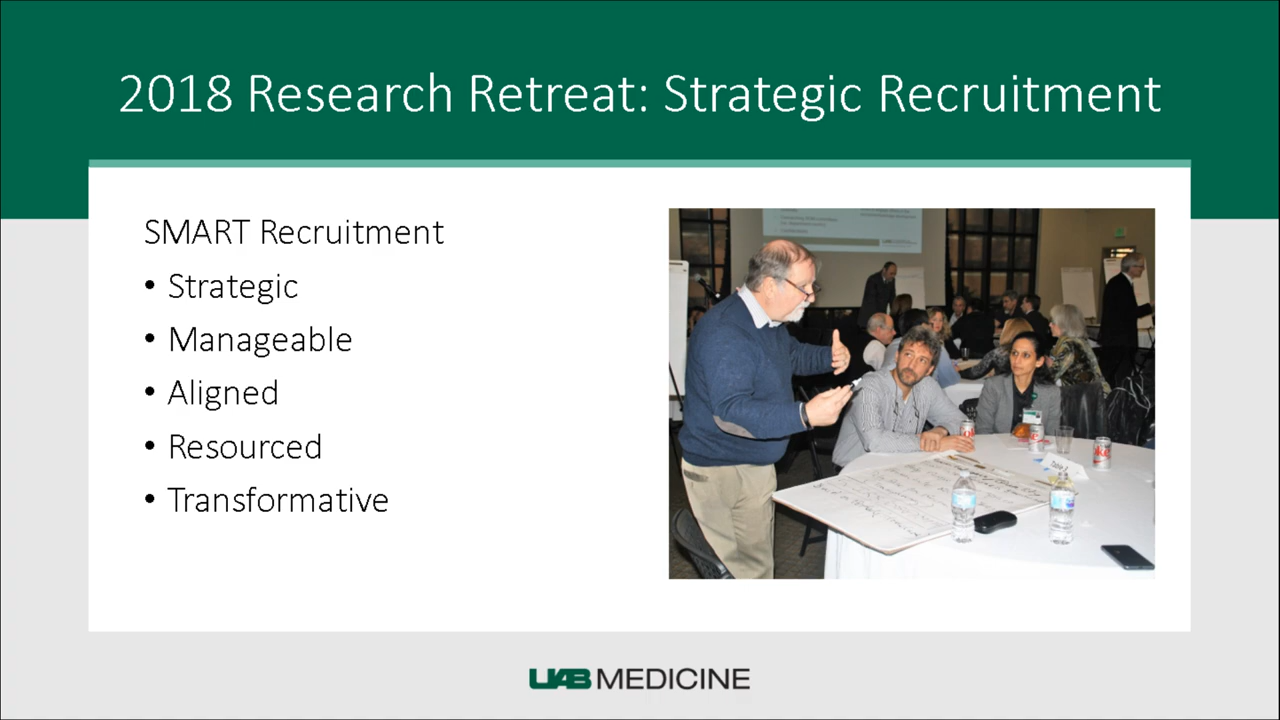 2018 Research Retreat: Strategic Recruitment
SMART Recruitment
• Strategic
• Manageable
• Aligned
• Resourced
• Transformative
UAB MEDICINE